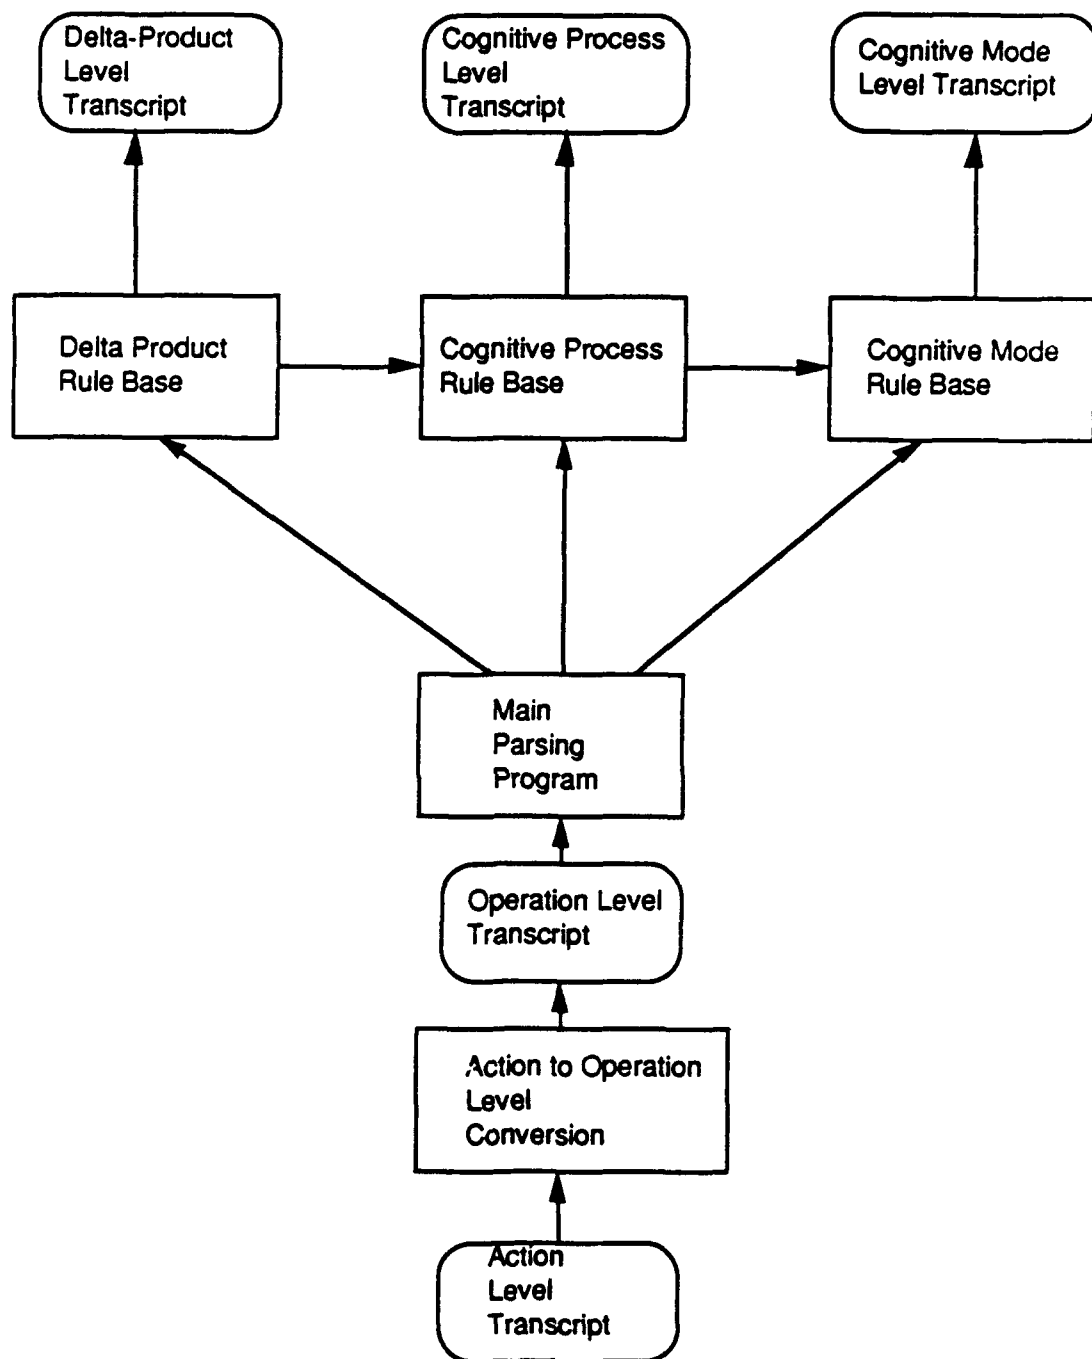 Delta-Product
Level
Transcript
Cognitive Process
Level
Transcript
Cognitive Mode
Level Transcript
Delta Product
Rule Base
Cognitive Process
Rule Base
Cognitive Mode
Rule Base
Main
Parsing
Program
Operation Level
Transcript
Action to Operation
Level
Conversion
Action
Level
Transcript